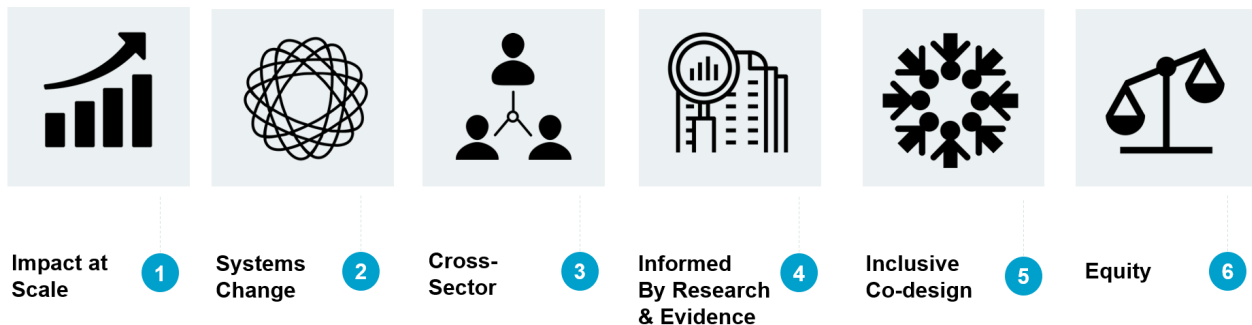 Impact at
Scale
1
Systems
Change
2
Cross-
Sector
3
Informed
By Research
& Evidence
4
Inclusive
Co-design
5
Equity
6